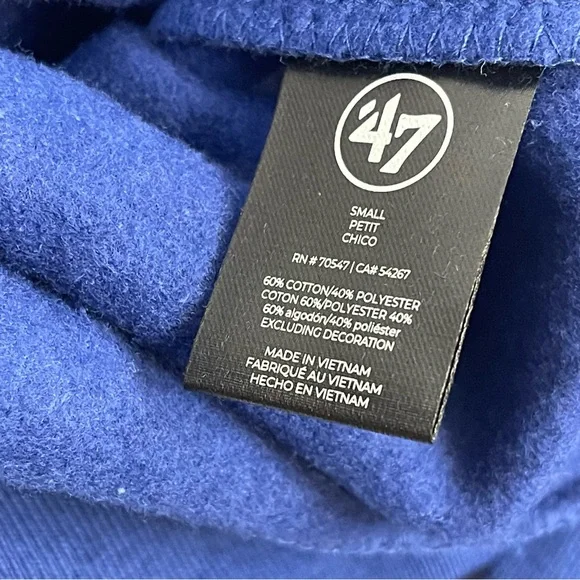 '47
SMALL
PETIT
CHICO
RN # 70547 | CA# 54267
60% COTTON/40% POLYESTER
COTON 60%/POLYESTER 40%
60% algodón/40% poliéster
EXCLUDING DECORATION
MADE IN VIETNAM
FABRIQUÉ AU VIETNAM
HECHO EN VIETNAM